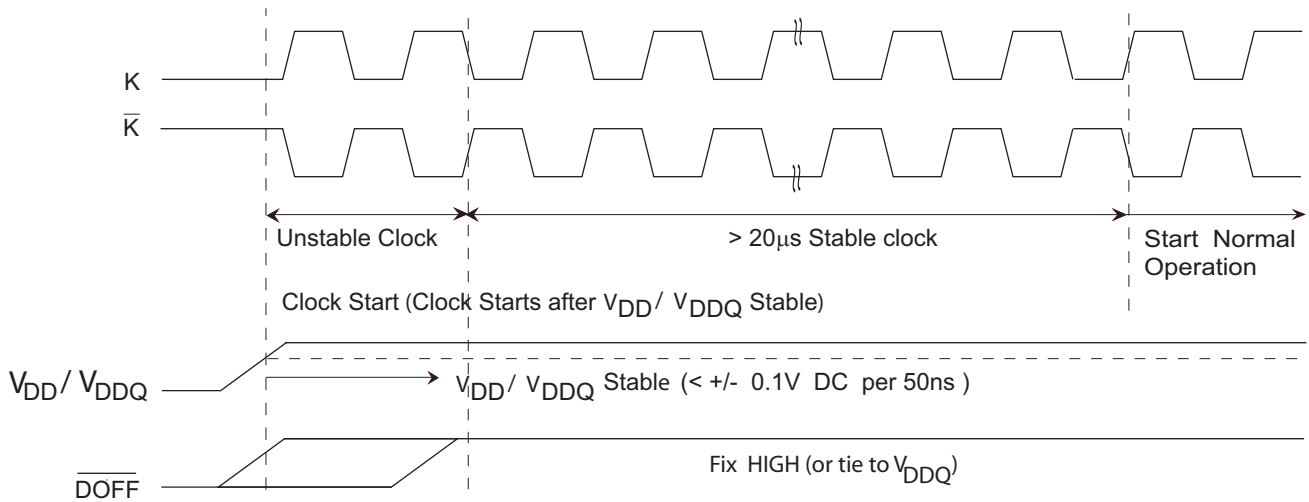 K
K̅
Unstable Clock
> 20μs Stable clock
Start Normal
Operation
Clock Start (Clock Starts after VDD / VDDQ Stable)
VDD / VDDQ
VDD / VDDQ Stable (< +/- 0.1V DC per 50ns )
Fix HIGH (or tie to VDDQ)
DOFF